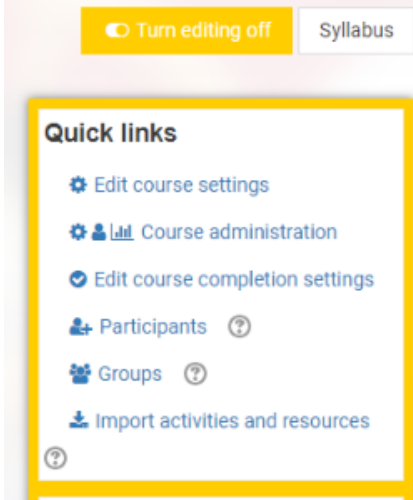 Turn editing off
Syllabus
Quick links
Edit course settings
Course administration
Edit course completion settings
Participants ?
Groups ?
Import activities and resources
?